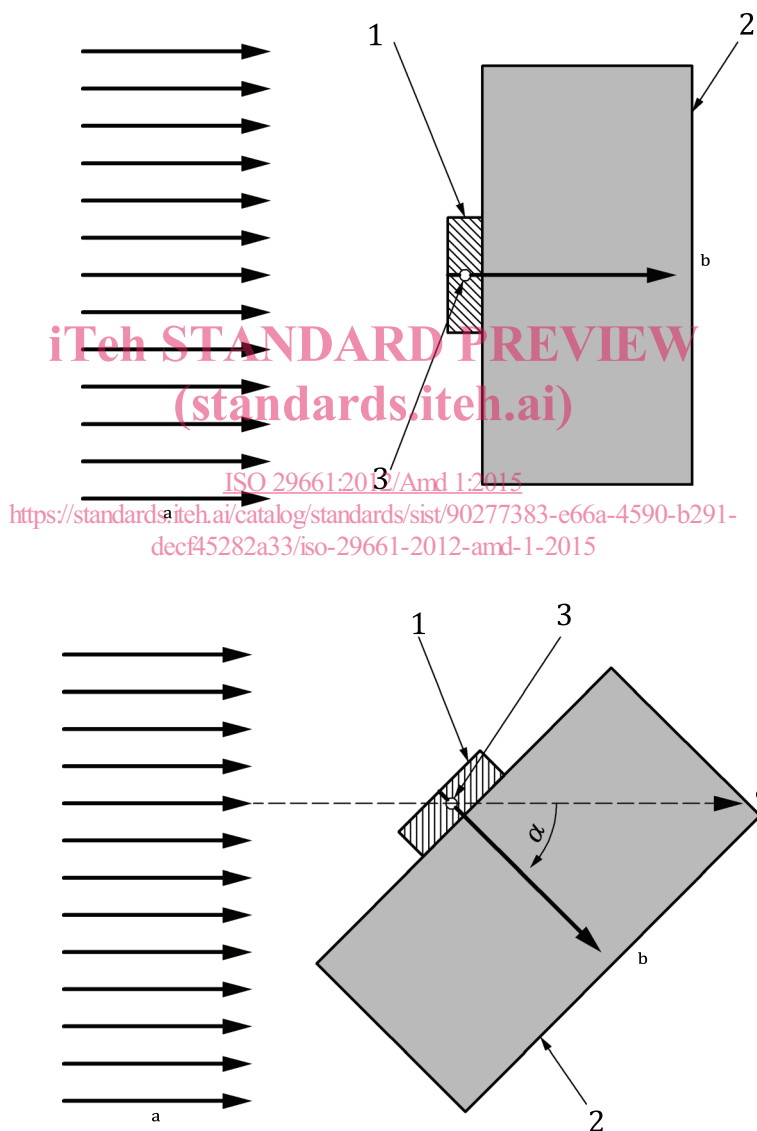 1
2
b
iTeh STANDARD PREVIEW
(standards.iteh.ai)
3
ISO 29661:2012/Amd 1:2015
a
https://standards.iteh.ai/catalog/standards/sist/90277383-e66a-4590-b291-
decf45282a33/iso-29661-2012-amd-1-2015
1
3
α
b
a
2